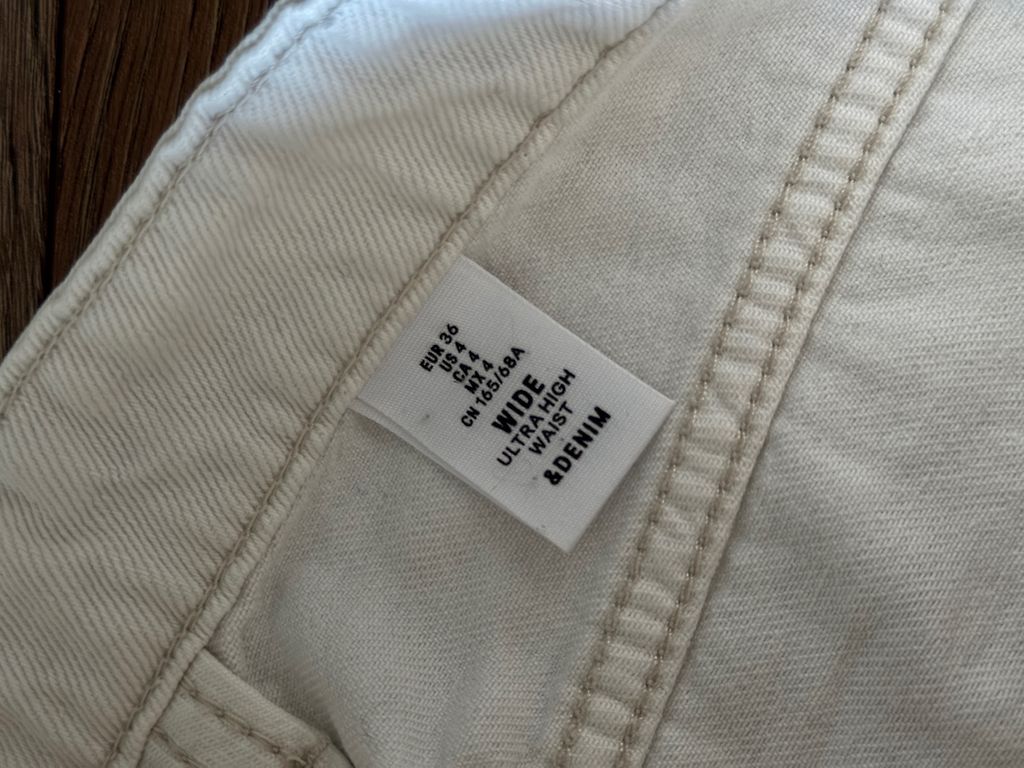 EUR 36
US 4
CA 4
MX 4
CN 165/68A
WIDE
ULTRA HIGH
WAIST
&DENIM